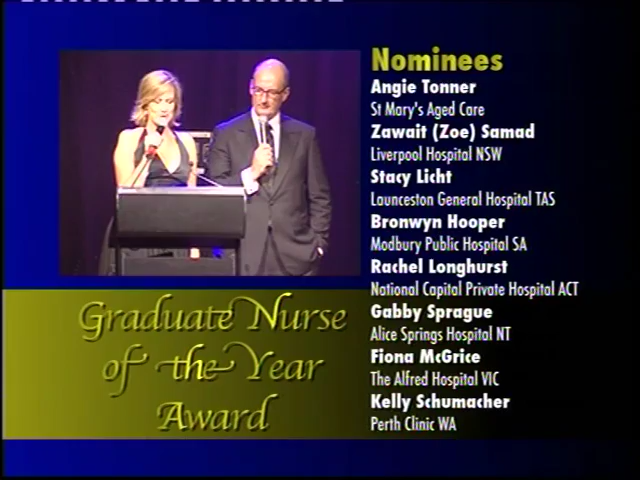 Nominees
Angie Tonner
St Mary's Aged Care
Zawait (Zoe) Samad
Liverpool Hospital NSW
Stacy Licht
Launceston General Hospital TAS
Bronwyn Hooper
Modbury Public Hospital SA
Rachel Longhurst
National Capital Private Hospital ACT
Gabby Sprague
Alice Springs Hospital NT
Fiona McGrice
The Alfred Hospital VIC
Kelly Schumacher
Perth Clinic WA
Graduate Nurse
of the Year
Award